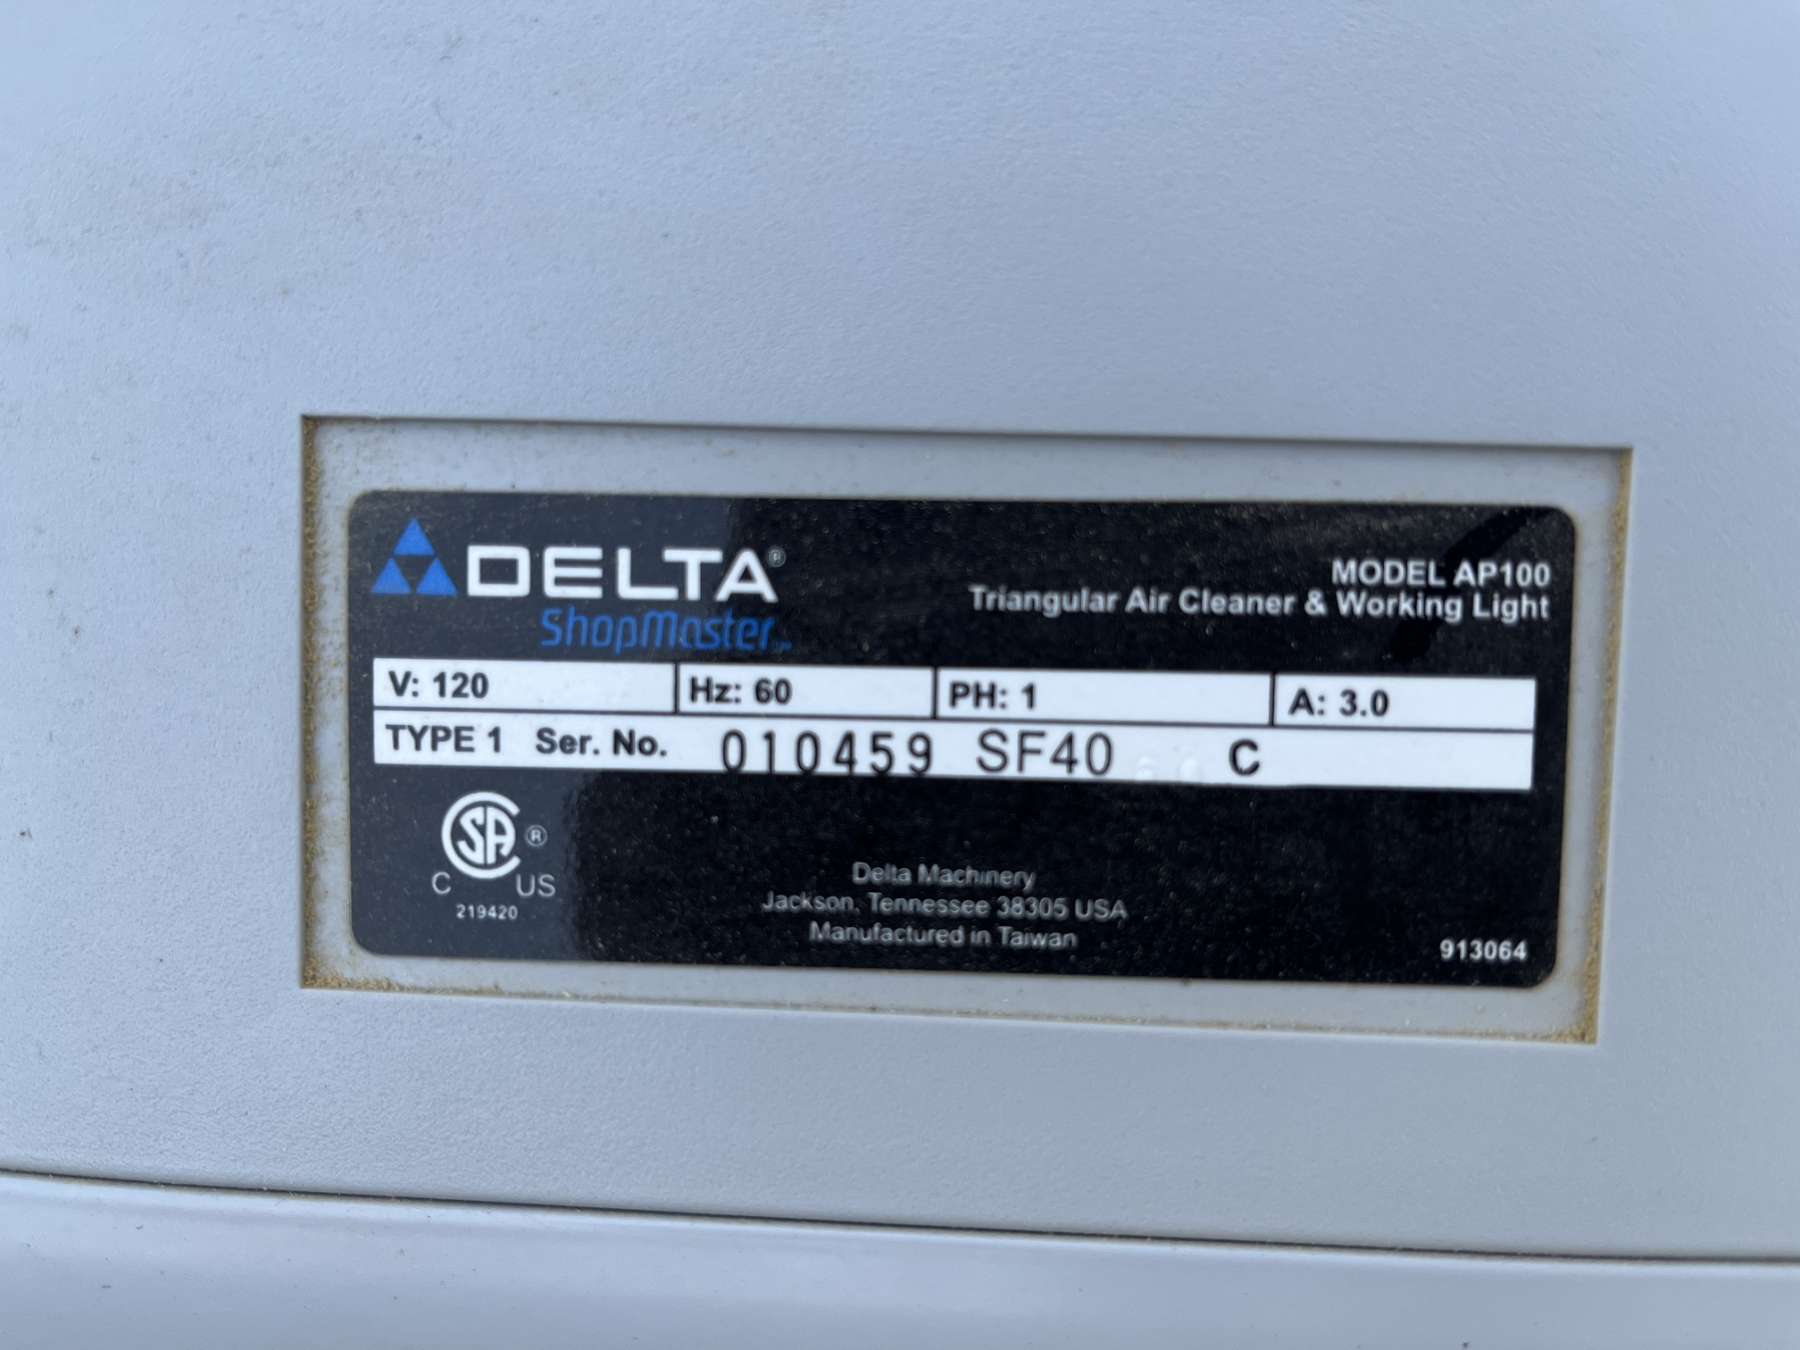 DELTA®
ShopMaster™
MODEL AP100
Triangular Air Cleaner & Working Light
V: 120 Hz: 60 PH: 1 A: 3.0
TYPE 1 Ser. No. 010459 SF40 C
CSA ®
C US
219420
Delta Machinery
Jackson, Tennessee 38305 USA
Manufactured in Taiwan
913064